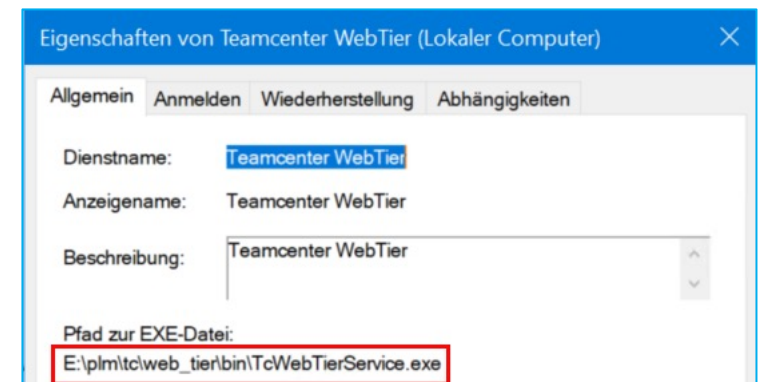 Eigenschaften von Teamcenter WebTier (Lokaler Computer)
Allgemein Anmelden Wiederherstellung Abhängigkeiten
Dienstname: Teamcenter WebTier
Anzeigename: Teamcenter WebTier
Beschreibung: Teamcenter WebTier
Pfad zur EXE-Datei:
E:\plm\tc\web_tier\bin\TcWebTierService.exe